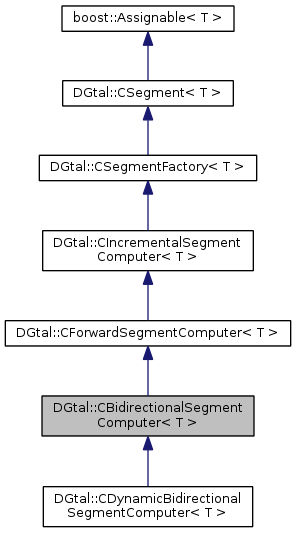 boost::Assignable< T >
DGtal::CSegment< T >
DGtal::CSegmentFactory< T >
DGtal::CIncrementalSegment
Computer< T >
DGtal::CForwardSegmentComputer< T >
DGtal::CBidirectionalSegment
Computer< T >
DGtal::CDynamicBidirectional
SegmentComputer< T >